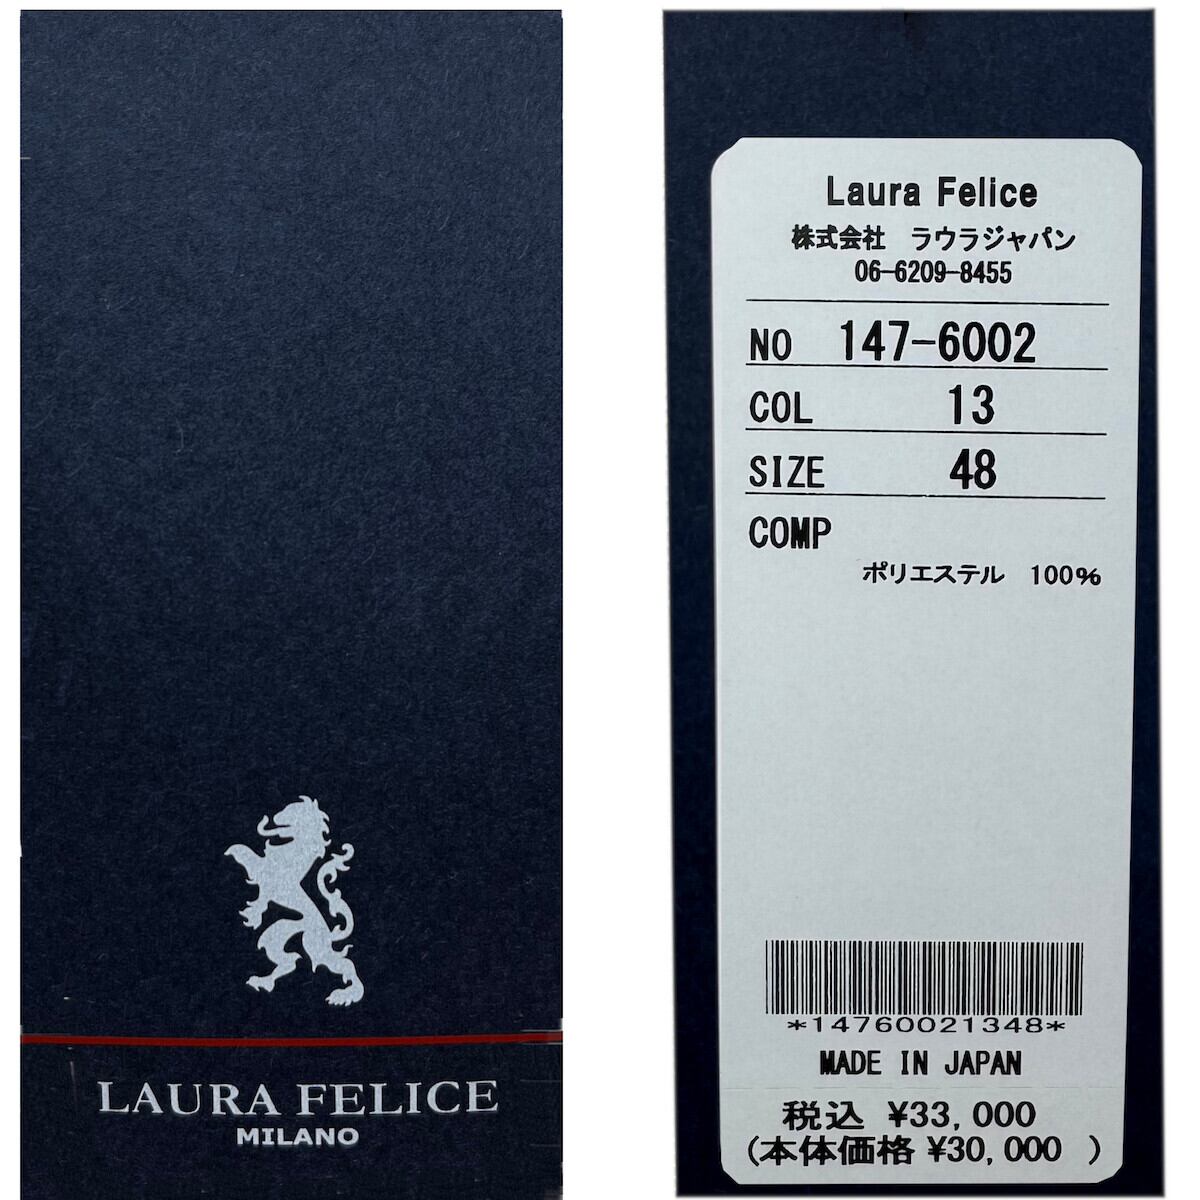 LAURA FELICE
MILANO
Laura Felice
株式会社 ラウラジャパン
06-6209-8455
NO 147-6002
COL 13
SIZE 48
COMP
ポリエステル 100%
*14760021348*
MADE IN JAPAN
税込 ¥33,000
(本体価格 ¥30,000 )